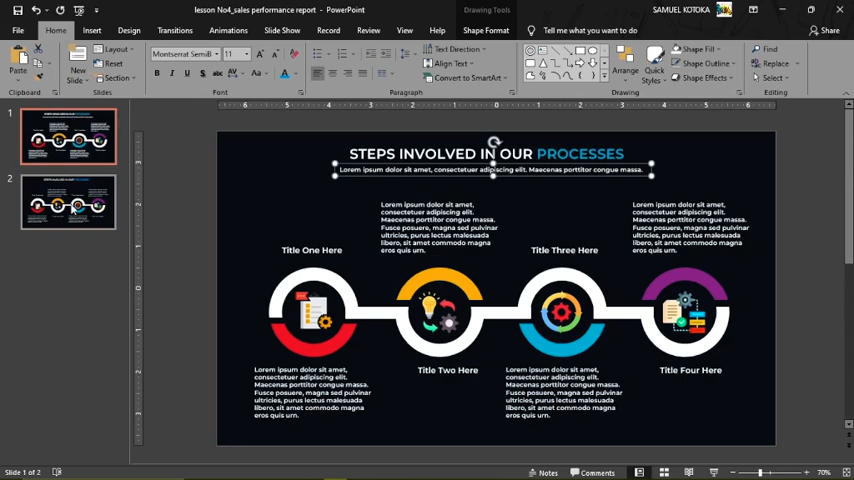 lesson No4_sales performance report - PowerPoint
Drawing Tools
SAMUEL KOTOKA
File Home Insert Draw Design Transitions Animations Slide Show Record Review View Help Shape Format Tell me what you want to do Share
Paste
Clipboard
New Slide
Layout
Reset
Section
Slides
Montserrat SemiB 11
B I U S abc AV Aa A
Font
Paragraph
Text Direction
Align Text
Convert to SmartArt
Arrange
Quick Styles
Shape Fill
Shape Outline
Shape Effects
Drawing
Find
Replace
Select
Editing
1
2
STEPS INVOLVED IN OUR PROCESSES
Lorem ipsum dolor sit amet, consectetuer adipiscing elit. Maecenas porttitor congue massa.
Title One Here
Lorem ipsum dolor sit amet,
consectetuer adipiscing elit.
Maecenas porttitor congue massa.
Fusce posuere, magna sed pulvinar
ultricies, purus lectus malesuada
libero, sit amet commodo magna
eros quis urn.
Lorem ipsum dolor sit amet,
consectetuer adipiscing elit.
Maecenas porttitor congue massa.
Fusce posuere, magna sed pulvinar
ultricies, purus lectus malesuada
libero, sit amet commodo magna
eros quis urn.
Title Two Here
Title Three Here
Lorem ipsum dolor sit amet,
consectetuer adipiscing elit.
Maecenas porttitor congue massa.
Fusce posuere, magna sed pulvinar
ultricies, purus lectus malesuada
libero, sit amet commodo magna
eros quis urn.
Lorem ipsum dolor sit amet,
consectetuer adipiscing elit.
Maecenas porttitor congue massa.
Fusce posuere, magna sed pulvinar
ultricies, purus lectus malesuada
libero, sit amet commodo magna
eros quis urn.
Title Four Here
Slide 1 of 2
Notes
Comments
70%